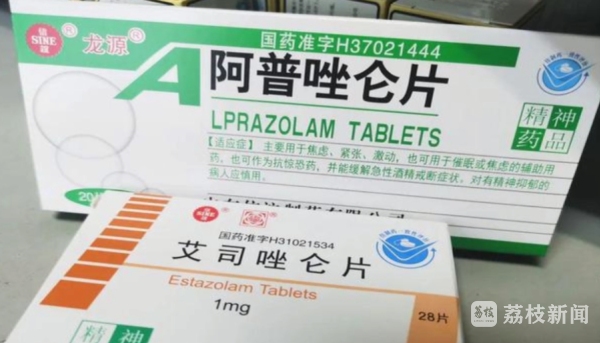 SINE
龙源
国药准字H37021444
阿普唑仑片
ALPRAZOLAM TABLETS
精神
药品
[适应症] 主要用于焦虑、紧张、激动,也可用于催眠或焦虑的辅助用
药,也可作为抗惊恐药,并能缓解急性酒精戒断症状,对有精神抑郁的
病人应慎用。
SINE
国药准字H31021534
艾司唑仑片
Estazolam Tablets
1mg
28片
精神
荔枝新闻